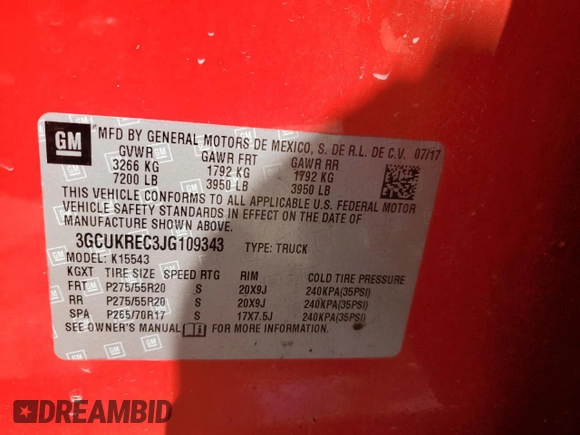 GM
MFD BY GENERAL MOTORS DE MEXICO, S. DE R.L. DE C.V. 07/17
GVWR GAWR FRT GAWR RR
3266 KG 1792 KG 1792 KG
7200 LB 3950 LB 3950 LB
THIS VEHICLE CONFORMS TO ALL APPLICABLE U.S. FEDERAL MOTOR
VEHICLE SAFETY STANDARDS IN EFFECT ON THE DATE OF
MANUFACTURE SHOWN ABOVE.
3GCUKREC3JG109343 TYPE: TRUCK
MODEL: K15543
KGXT TIRE SIZE SPEED RTG RIM COLD TIRE PRESSURE
FRT P275/55R20 S 20X9J 240KPA(35PSI)
RR P275/55R20 S 20X9J 240KPA(35PSI)
SPA P265/70R17 S 17X7.5J 240KPA(35PSI)
SEE OWNER'S MANUAL FOR MORE INFORMATION.
DREAMBID